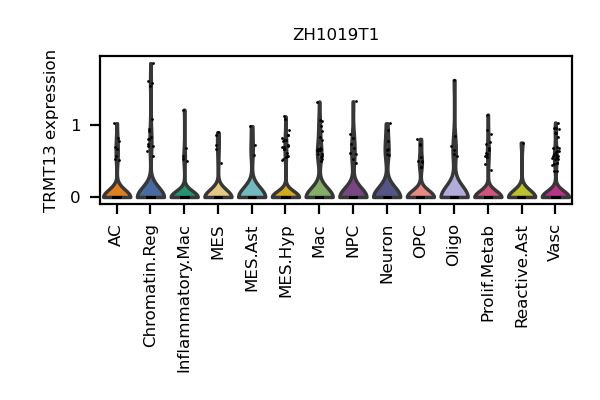 ZH1019T1
TRMT13 expression
1
0
AC
Chromatin.Reg
Inflammatory.Mac
MES
MES.Ast
MES.Hyp
Mac
NPC
Neuron
OPC
Oligo
Prolif.Metab
Reactive.Ast
Vasc